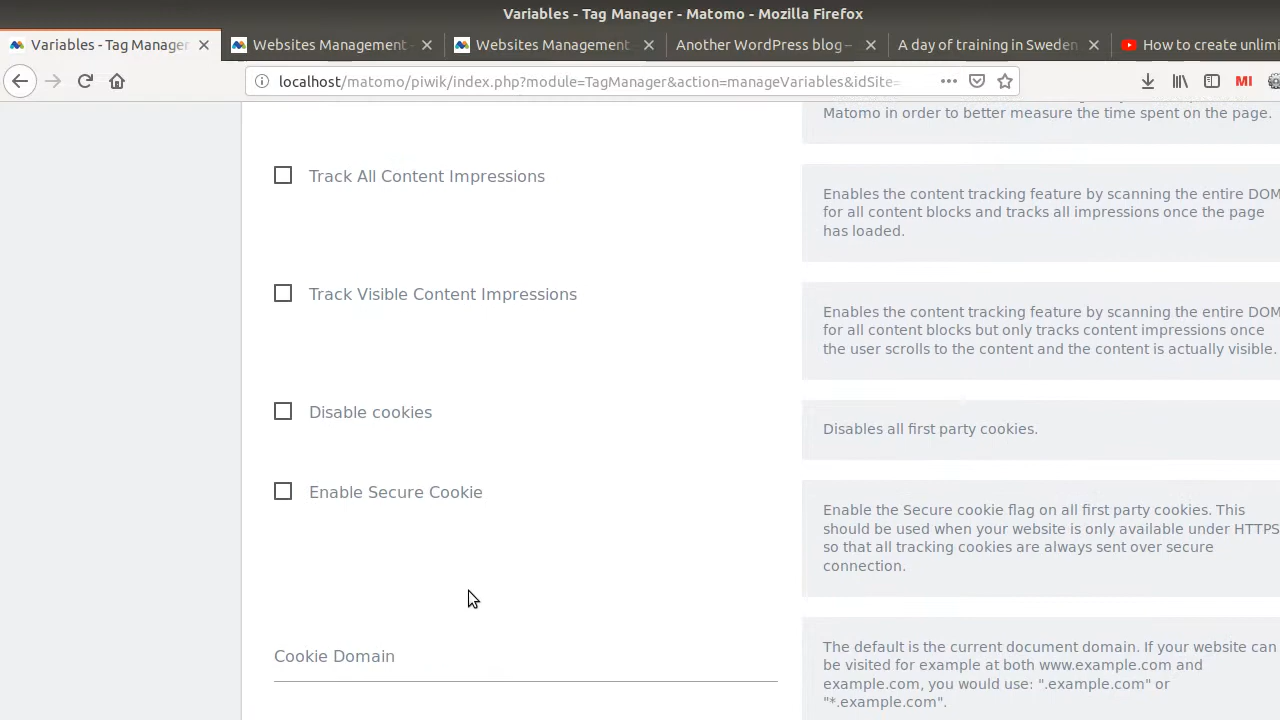 Variables - Tag Manager - Matomo - Mozilla Firefox
Variables - Tag Manager
Websites Management -
Websites Management
Another WordPress blog –
A day of training in Sweden
How to create unlimi
localhost/matomo/piwik/index.php?module=TagManager&action=manageVariables&idSite=
MI
Matomo in order to better measure the time spent on the page.
Track All Content Impressions
Enables the content tracking feature by scanning the entire DOM
for all content blocks and tracks all impressions once the page
has loaded.
Track Visible Content Impressions
Enables the content tracking feature by scanning the entire DOM
for all content blocks but only tracks content impressions once
the user scrolls to the content and the content is actually visible.
Disable cookies
Disables all first party cookies.
Enable Secure Cookie
Enable the Secure cookie flag on all first party cookies. This
should be used when your website is only available under HTTPS
so that all tracking cookies are always sent over secure
connection.
Cookie Domain
The default is the current document domain. If your website can
be visited for example at both www.example.com and
example.com, you would use: ".example.com" or
"*.example.com".